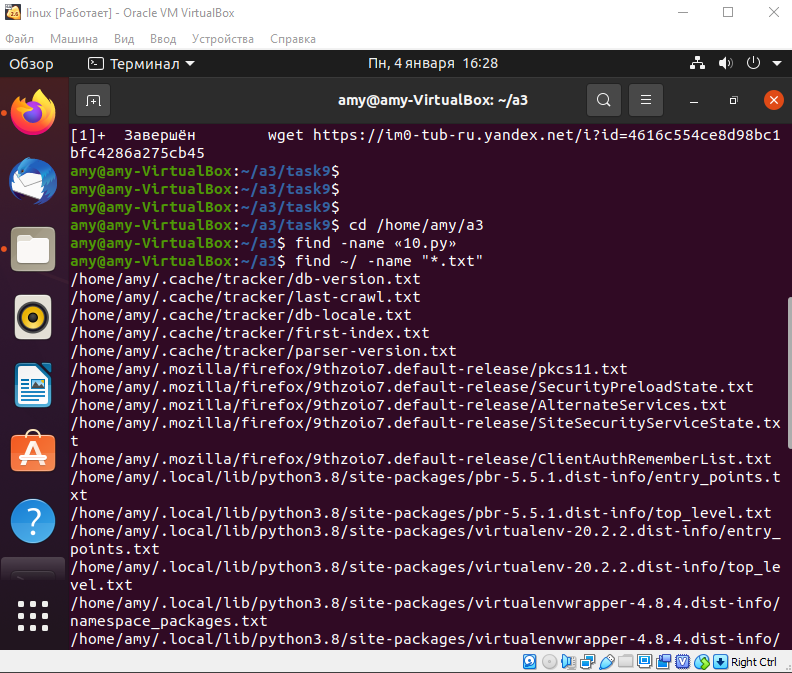 linux [Работает] - Oracle VM VirtualBox
Файл Машина Вид Ввод Устройства Справка
Обзор Терминал Пн, 4 января 16:28
amy@amy-VirtualBox: ~/a3
[1]+  Завершён        wget https://im0-tub-ru.yandex.net/i?id=4616c554ce8d98bc1
bfc4286a275cb45
amy@amy-VirtualBox:~/a3/task9$
amy@amy-VirtualBox:~/a3/task9$
amy@amy-VirtualBox:~/a3/task9$
amy@amy-VirtualBox:~/a3/task9$ cd /home/amy/a3
amy@amy-VirtualBox:~/a3$ find -name «10.py»
amy@amy-VirtualBox:~/a3$ find ~/ -name "*.txt"
/home/amy/.cache/tracker/db-version.txt
/home/amy/.cache/tracker/last-crawl.txt
/home/amy/.cache/tracker/db-locale.txt
/home/amy/.cache/tracker/first-index.txt
/home/amy/.cache/tracker/parser-version.txt
/home/amy/.mozilla/firefox/9thzoio7.default-release/pkcs11.txt
/home/amy/.mozilla/firefox/9thzoio7.default-release/SecurityPreloadState.txt
/home/amy/.mozilla/firefox/9thzoio7.default-release/AlternateServices.txt
/home/amy/.mozilla/firefox/9thzoio7.default-release/SiteSecurityServiceState.tx
t
/home/amy/.mozilla/firefox/9thzoio7.default-release/ClientAuthRememberList.txt
/home/amy/.local/lib/python3.8/site-packages/pbr-5.5.1.dist-info/entry_points.t
xt
/home/amy/.local/lib/python3.8/site-packages/pbr-5.5.1.dist-info/top_level.txt
/home/amy/.local/lib/python3.8/site-packages/virtualenv-20.2.2.dist-info/entry_
points.txt
/home/amy/.local/lib/python3.8/site-packages/virtualenv-20.2.2.dist-info/top_le
vel.txt
/home/amy/.local/lib/python3.8/site-packages/virtualenvwrapper-4.8.4.dist-info/
namespace_packages.txt
/home/amy/.local/lib/python3.8/site-packages/virtualenvwrapper-4.8.4.dist-info/
Right Ctrl